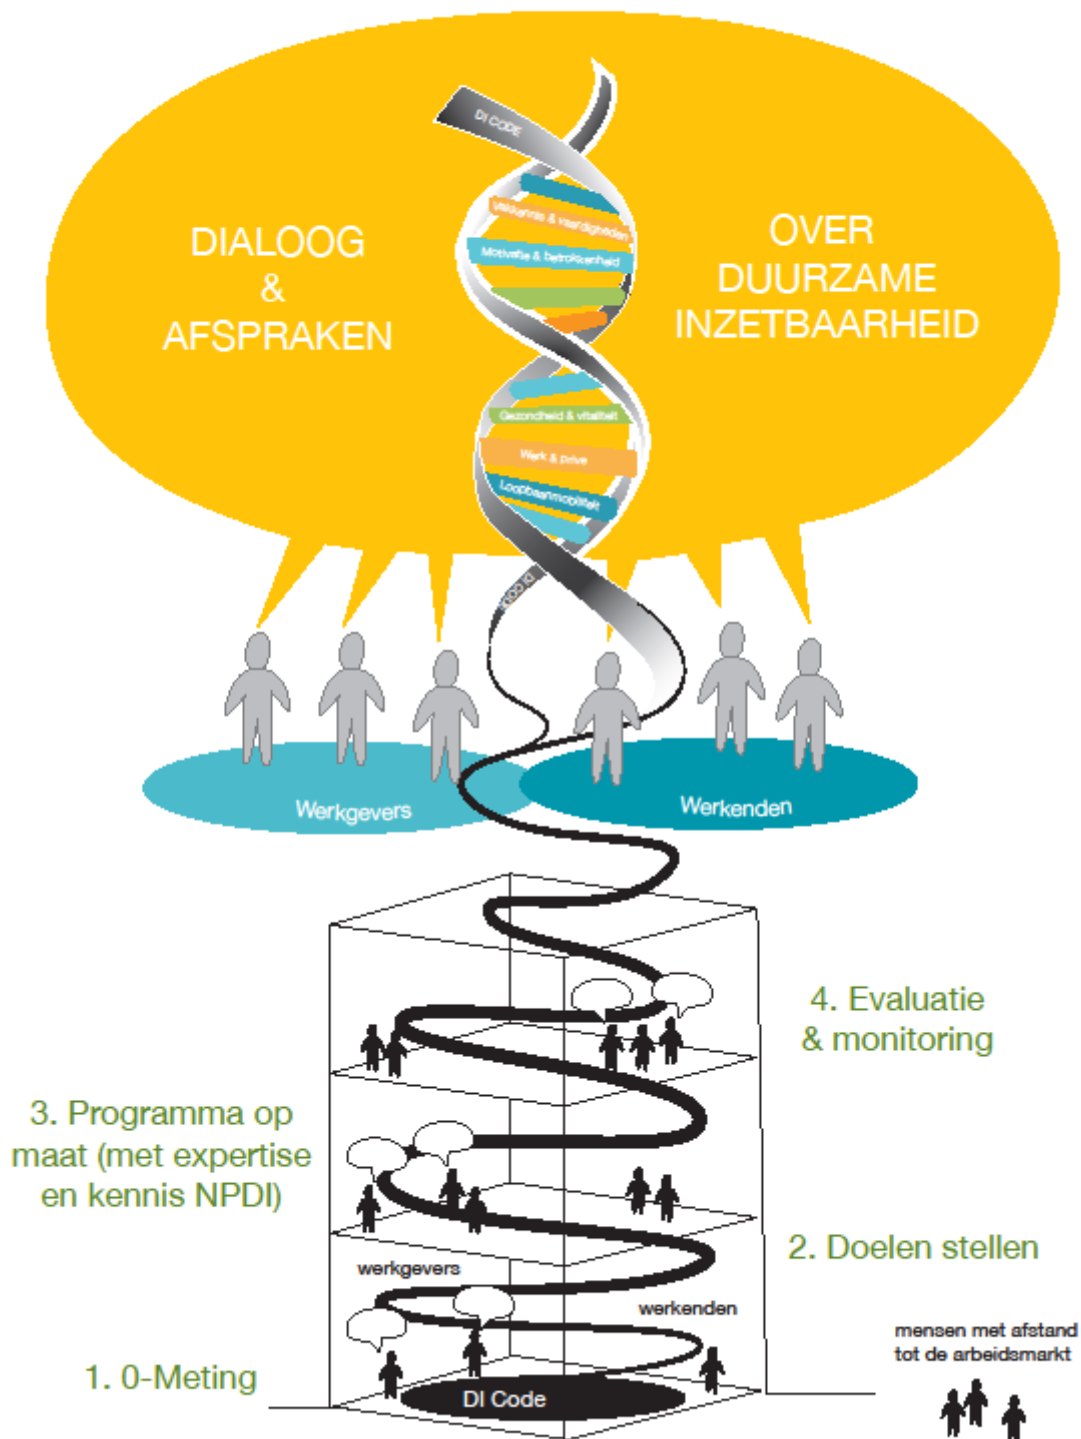 DI CODE
DIALOOG
&
AFSPRAKEN
OVER
DUURZAME
INZETBAARHEID
Vakkennis & vaardigheden
Motivatie & betrokkenheid
Gezondheid & vitaliteit
Werk & prive
Loopbaanmobiliteit
DI CODE
Werkgevers
Werkenden
4. Evaluatie
& monitoring
3. Programma op
maat (met expertise
en kennis NPDI)
2. Doelen stellen
werkgevers
werkenden
mensen met afstand
tot de arbeidsmarkt
1. 0-Meting
DI Code